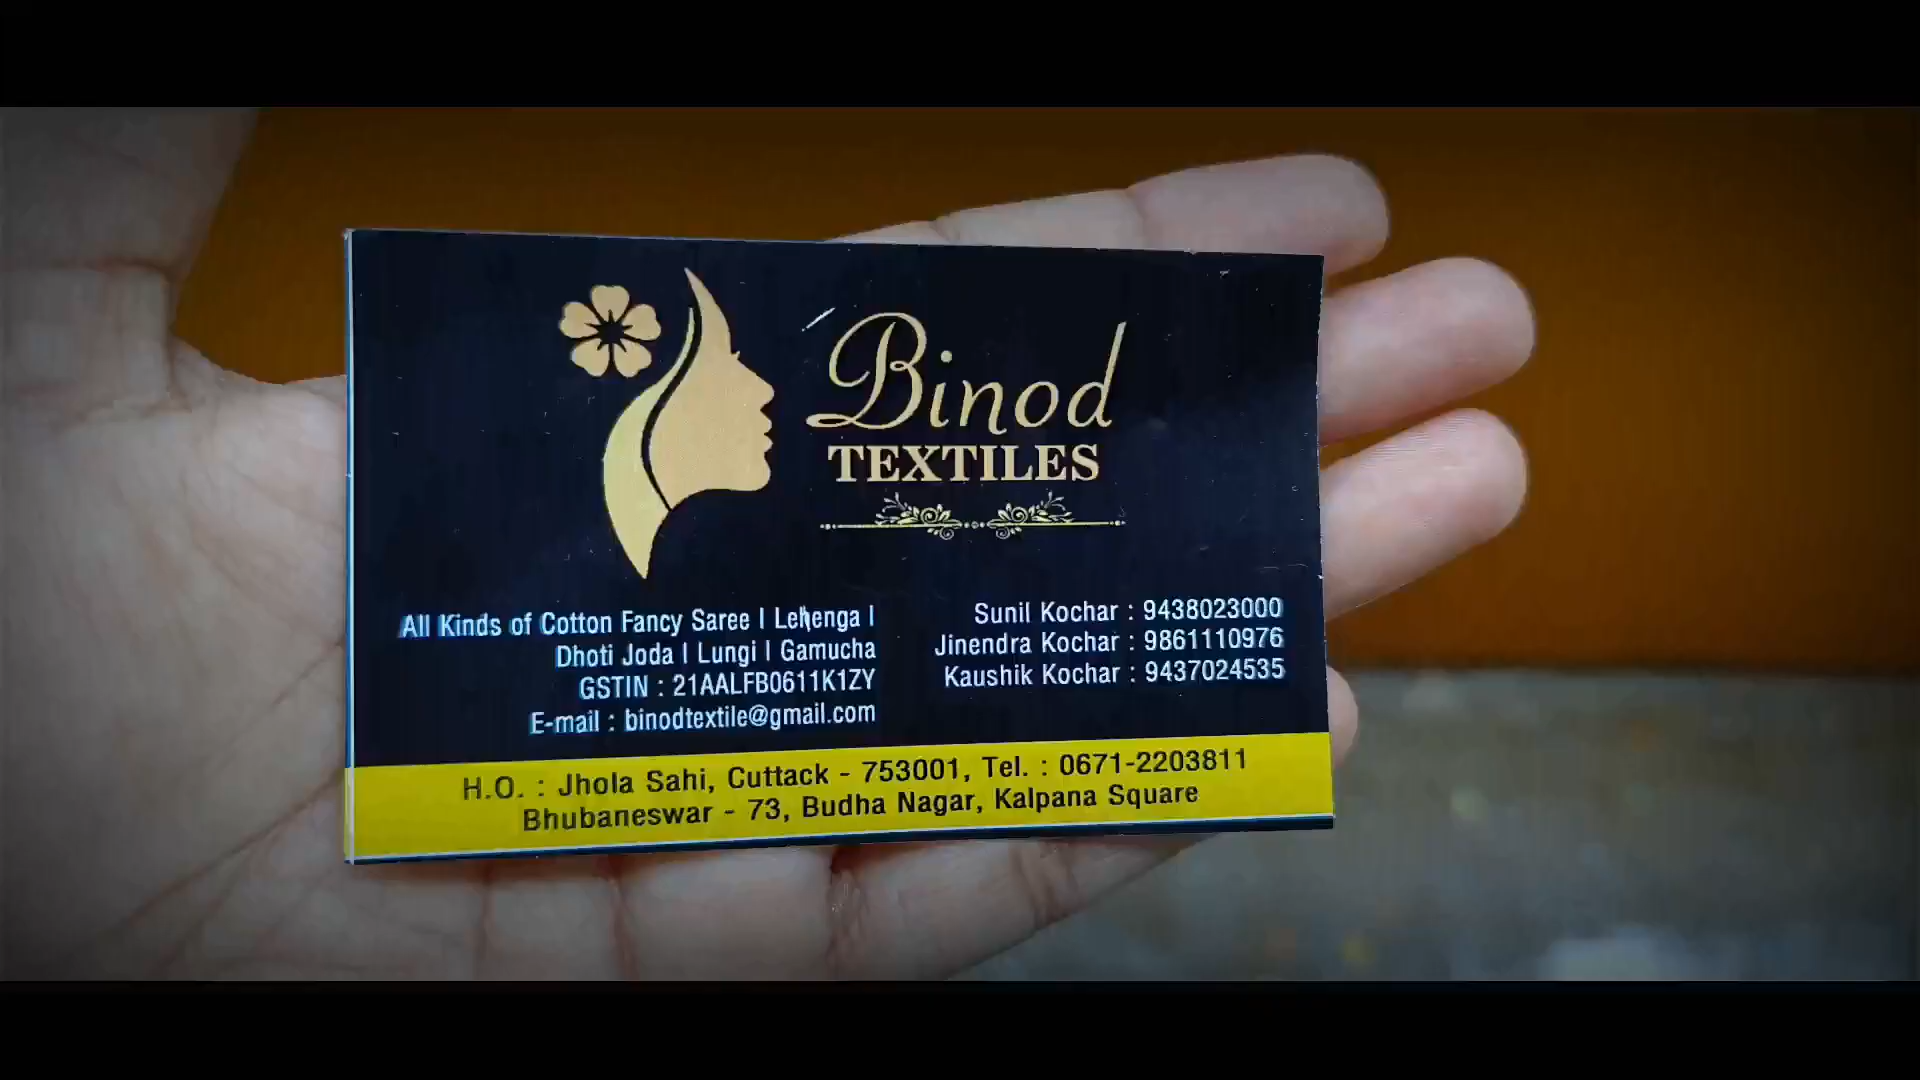 Binod
TEXTILES
All Kinds of Cotton Fancy Saree | Lehenga |
Dhoti Joda | Lungi | Gamucha
GSTIN : 21AALFB0611K1ZY
E-mail : binodtextile@gmail.com
Sunil Kochar : 9438023000
Jinendra Kochar : 9861110976
Kaushik Kochar : 9437024535
H.O. : Jhola Sahi, Cuttack - 753001, Tel. : 0671-2203811
Bhubaneswar - 73, Budha Nagar, Kalpana Square